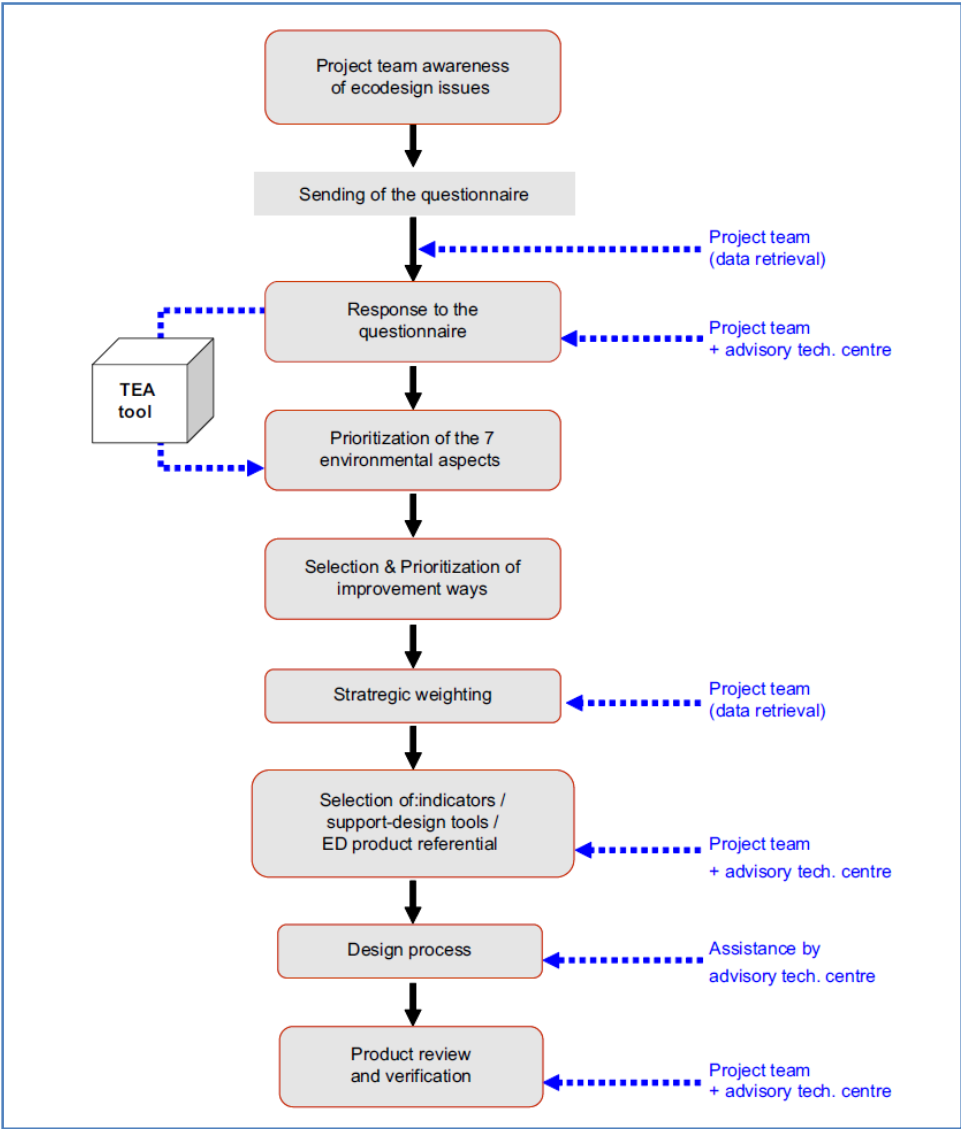 Project team awareness
of ecodesign issues
Sending of the questionnaire
Project team
(data retrieval)
Response to the
questionnaire
Project team
+ advisory tech. centre
TEA
tool
Prioritization of the 7
environmental aspects
Selection & Prioritization of
improvement ways
Stratregic weighting
Project team
(data retrieval)
Selection of:indicators /
support-design tools /
ED product referential
Project team
+ advisory tech. centre
Design process
Assistance by
advisory tech. centre
Product review
and verification
Project team
+ advisory tech. centre